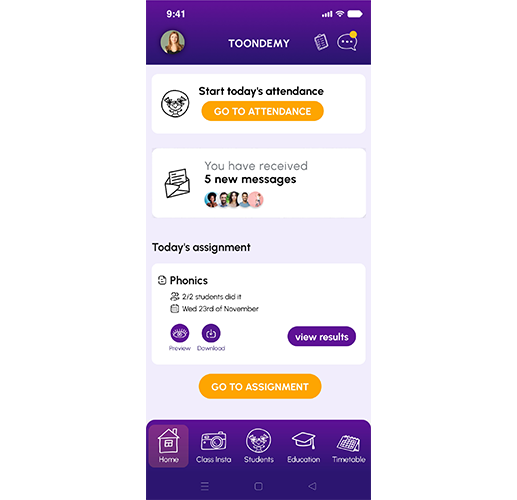 9:41
TOONDEMY
Start today's attendance
GO TO ATTENDANCE
You have received
5 new messages
Today's assignment
Phonics
2/2 students did it
Wed 23rd of November
Preview Download
view results
GO TO ASSIGNMENT
Home Class Insta Students Education Timetable